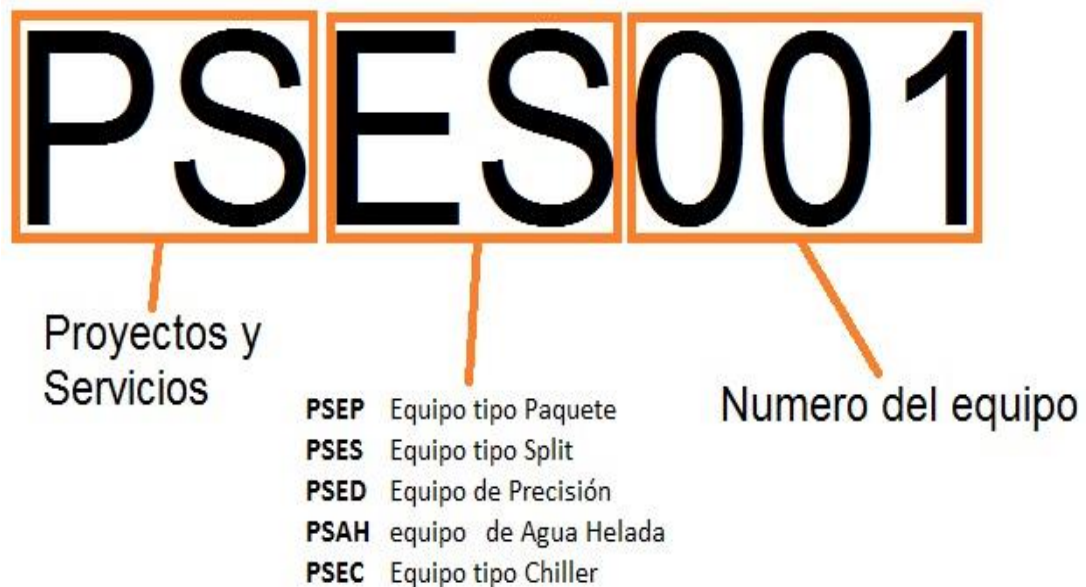 PSES001
Proyectos y
Servicios
PSEP Equipo tipo Paquete
PSES Equipo tipo Split
PSED Equipo de Precisión
PSAH equipo de Agua Helada
PSEC Equipo tipo Chiller
Numero del equipo